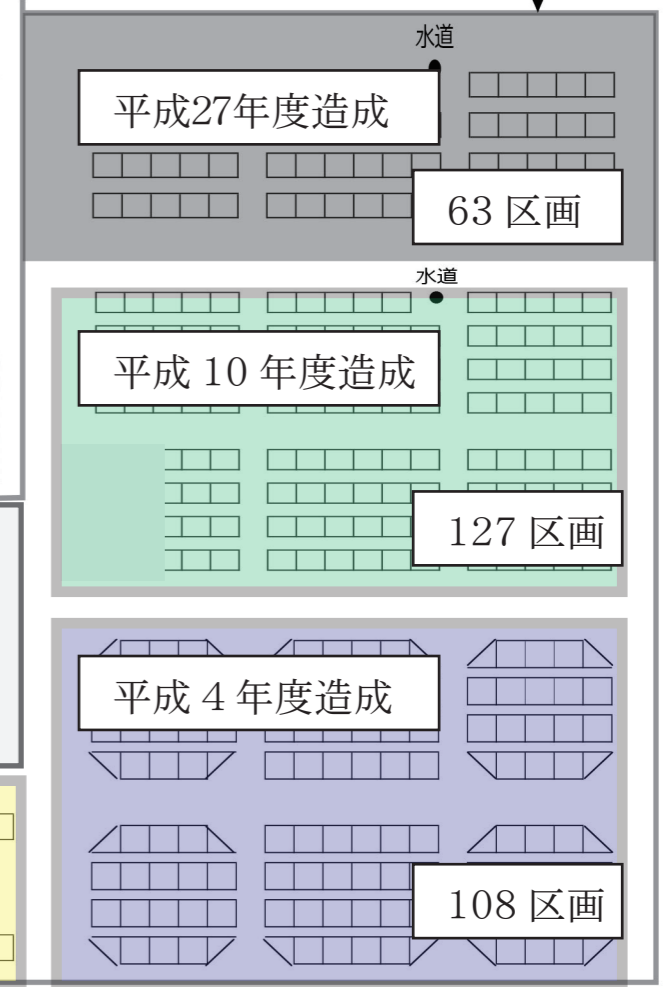 水道
平成27年度造成
63 区画
水道
平成 10 年度造成
127 区画
平成 4 年度造成
108 区画